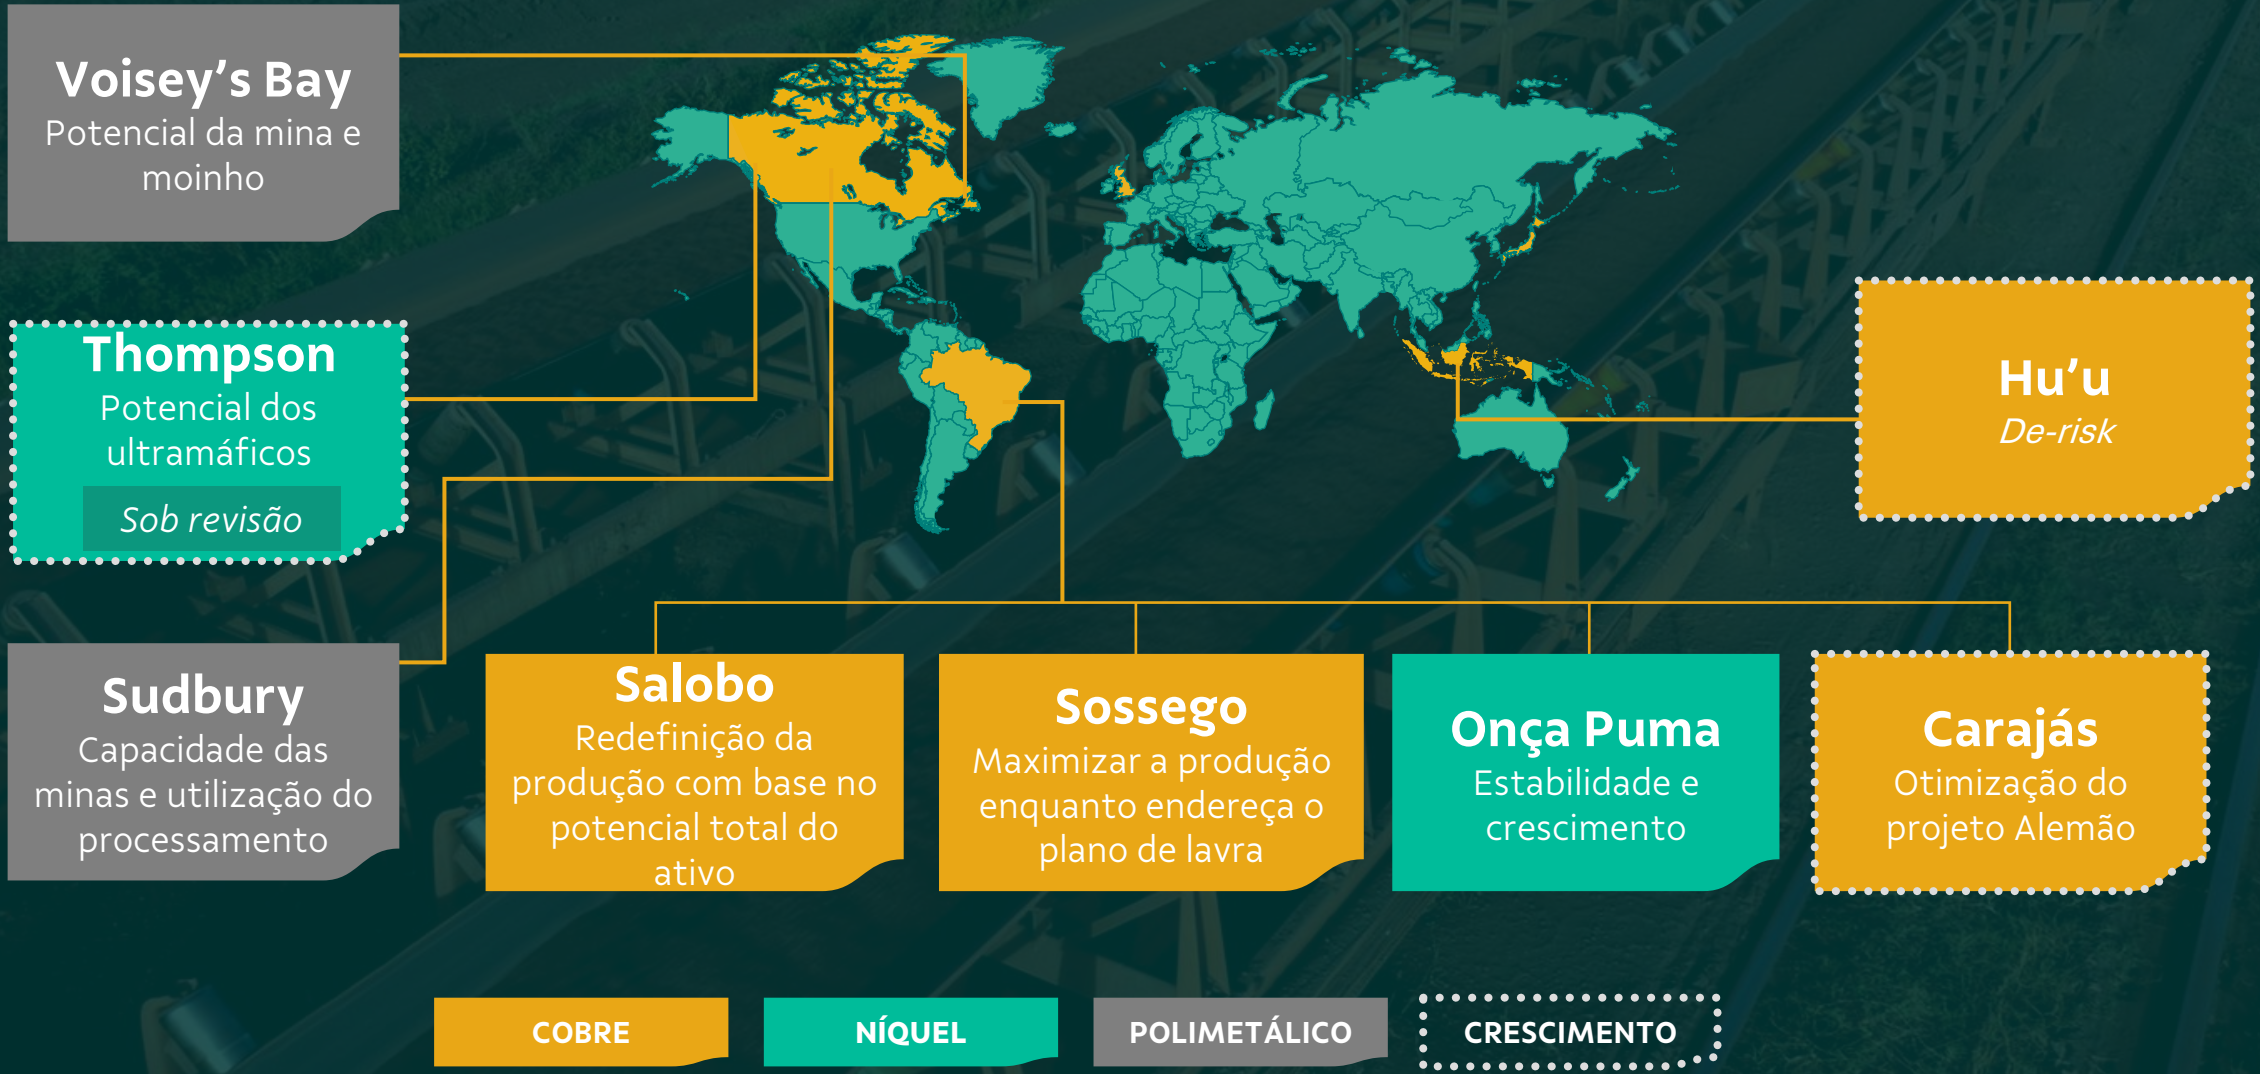 Voisey’s Bay
Potencial da mina e
moinho
Thompson
Potencial dos
ultramáficos
Sob revisão
Hu’u
De-risk
Sudbury
Capacidade das
minas e utilização do
processamento
Salobo
Redefinição da
produção com base no
potencial total do
ativo
Sossego
Maximizar a produção
enquanto endereça o
plano de lavra
Onça Puma
Estabilidade e
crescimento
Carajás
Otimização do
projeto Alemão
COBRE
NÍQUEL
POLIMETÁLICO
CRESCIMENTO